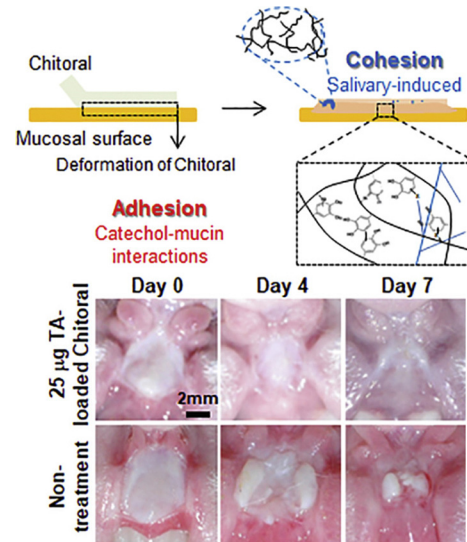 Chitoral
Cohesion
Salivary-induced
Mucosal surface
Deformation of Chitoral
Adhesion
Catechol-mucin
interactions
Day 0 Day 4 Day 7
25 μg TA-
loaded Chitoral
2mm
Non-
treatment